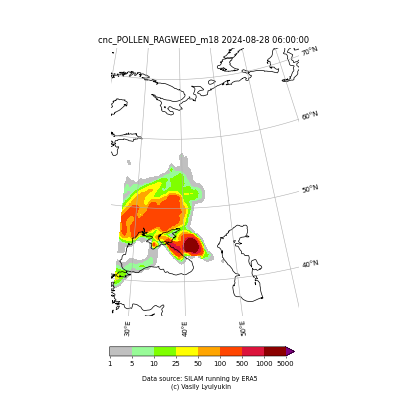 cnc_POLLEN_RAGWEED_m18 2024-08-28 06:00:00
70°N
60°N
50°N
40°N
30°E 40°E 50°E
1 5 10 25 50 100 500 1000 5000
Data source: SILAM running by ERA5
(c) Vasily Lyulyukin